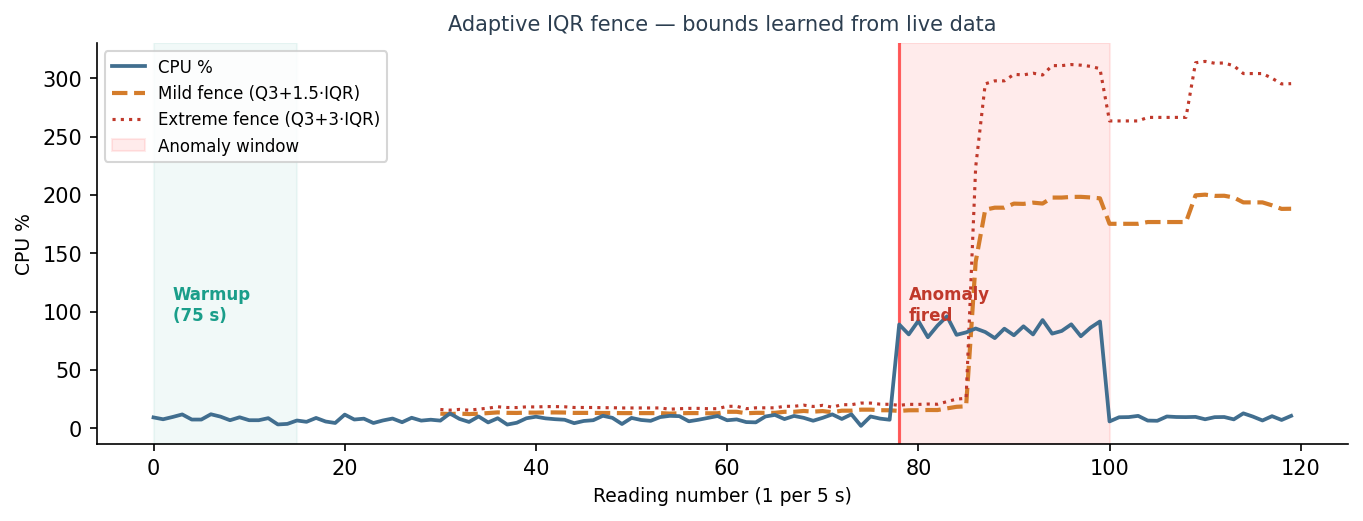 Adaptive IQR fence — bounds learned from live data
CPU %
Mild fence (Q3+1.5·IQR)
Extreme fence (Q3+3·IQR)
Anomaly window
CPU %
300
250
200
150
100
50
0
Warmup
(75 s)
Anomaly
fired
0
20
40
60
80
100
120
Reading number (1 per 5 s)